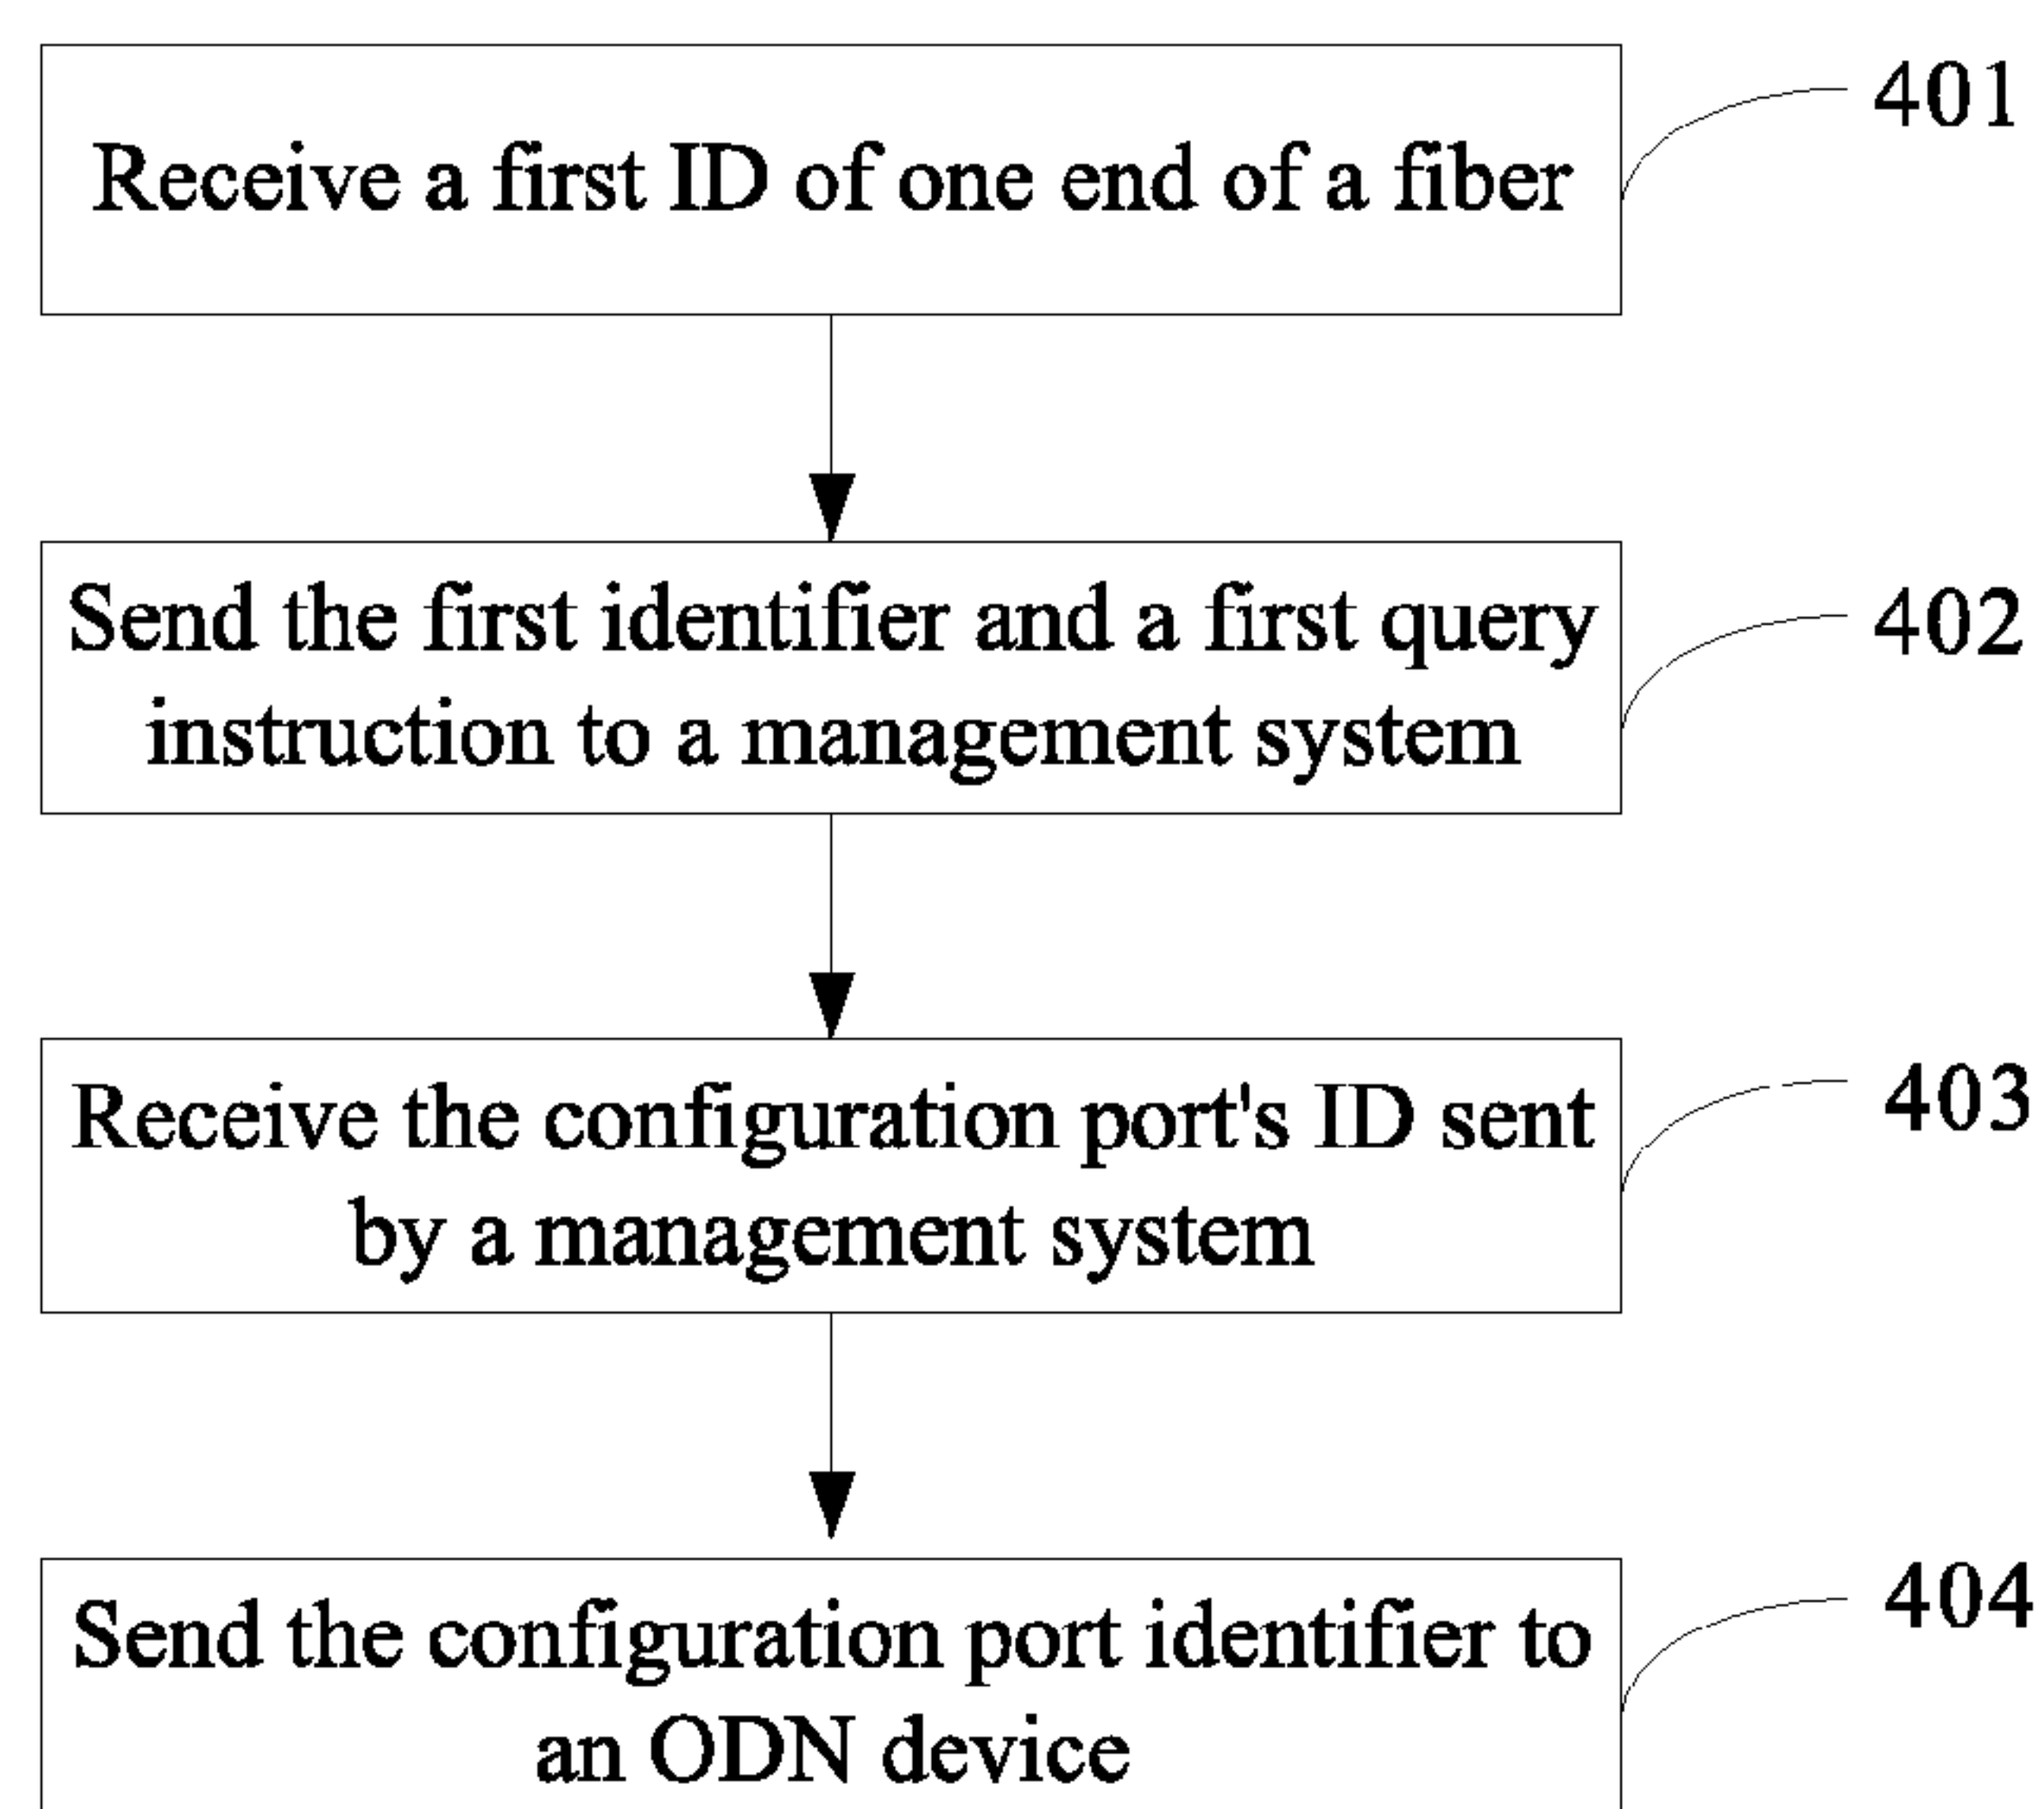 Receive a first ID of one end of a fiber
401
Send the first identifier and a first query
instruction to a management system
402
Receive the configuration port's ID sent
by a management system
403
Send the configuration port identifier to
an ODN device
404